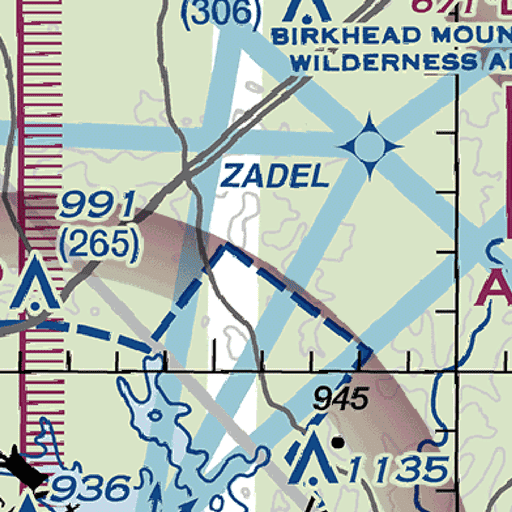 (306)
BIRKHEAD MOUN
WILDERNESS A
ZADEL
991
(265)
A
945
1135
936